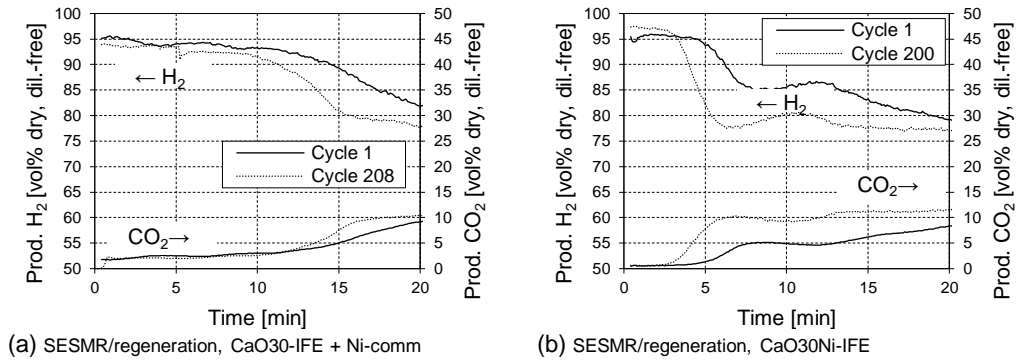 Prod. H2 [vol% dry, dil.-free]
100
95
90
85
80
75
70
65
60
55
50
← H2
Cycle 1
Cycle 208
CO2→
50
45
40
35
30
25
20
15
10
5
0
Prod. CO2 [vol% dry, dil.-free]
0 5 10 15 20
Time [min]
(a) SESMR/regeneration, CaO30-IFE + Ni-comm
Prod. H2 [vol% dry, dil.-free]
100
95
90
85
80
75
70
65
60
55
50
Cycle 1
Cycle 200
← H2
CO2→
50
45
40
35
30
25
20
15
10
5
0
Prod. CO2 [vol% dry, dil.-free]
0 5 10 15 20
Time [min]
(b) SESMR/regeneration, CaO30Ni-IFE